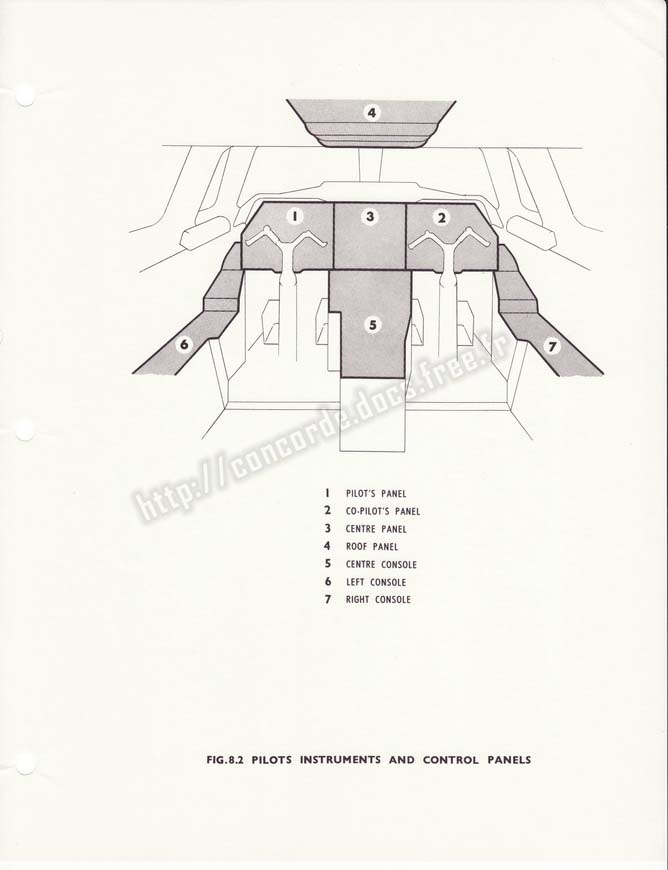 4
1
3
2
5
6
7
http://concorde.docs.free.fr
1 PILOT'S PANEL
2 CO-PILOT'S PANEL
3 CENTRE PANEL
4 ROOF PANEL
5 CENTRE CONSOLE
6 LEFT CONSOLE
7 RIGHT CONSOLE
FIG.8.2 PILOTS INSTRUMENTS AND CONTROL PANELS